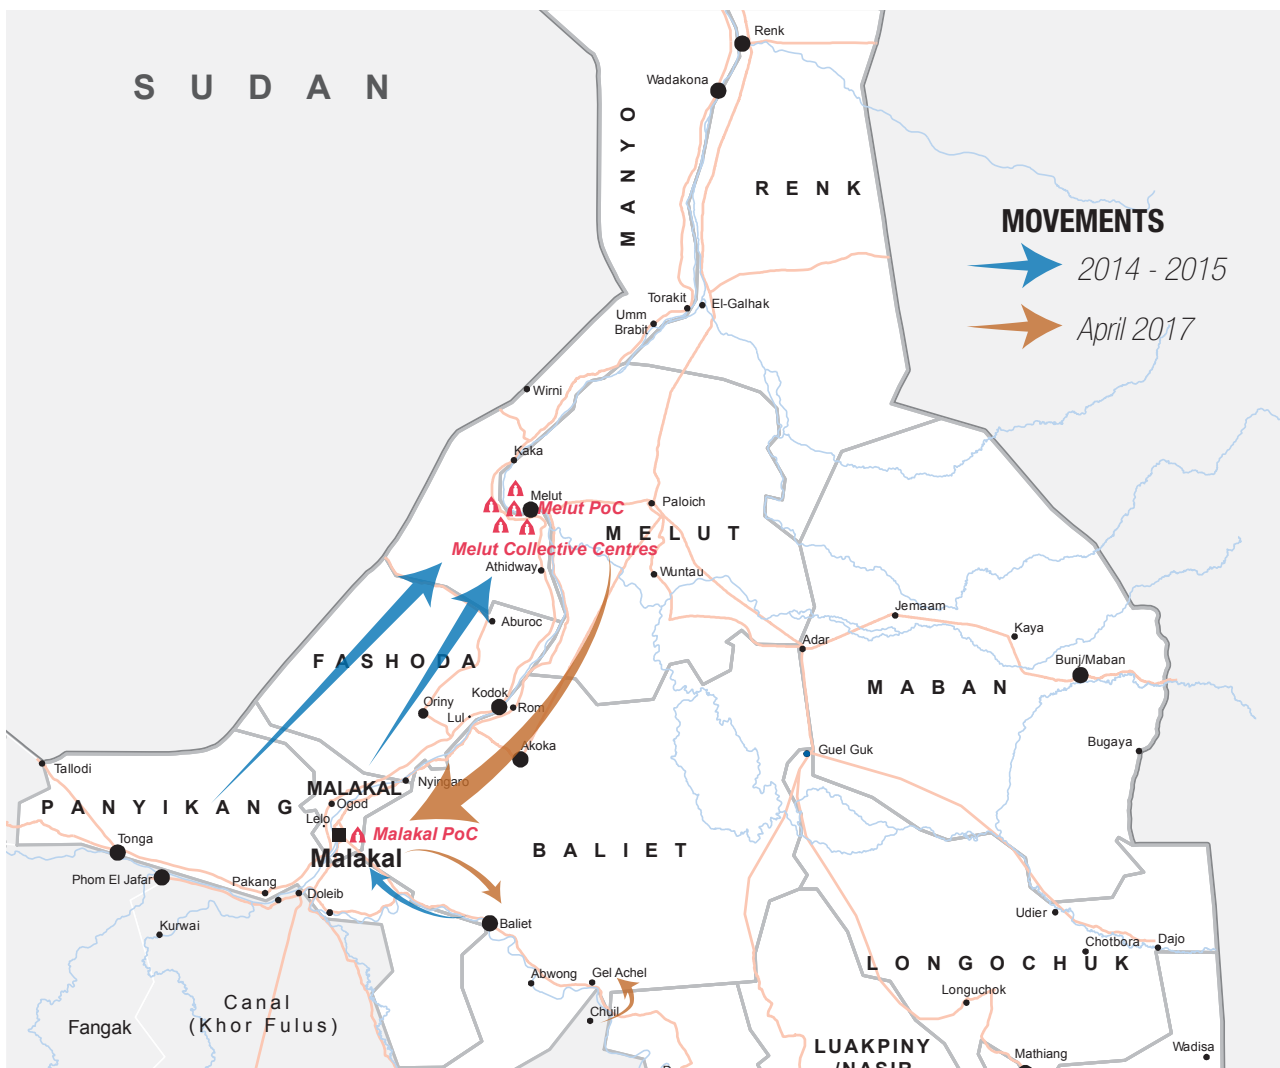 Renk
SUDAN
Wadakona
MANYO
RENK
MOVEMENTS
2014 - 2015
April 2017
Torakit
El-Galhak
Umm
Brabit
Wirni
Kaka
Melut
Melut PoC
Paloich
MELUT
Melut Collective Centres
Athidway
Wuntau
Jemaam
Aburoc
Kaya
Adar
FASHODA
Bunj/Maban
MABAN
Oriny
Kodok
Lul
Rom
Akoka
Bugaya
Guel Guk
Tallodi
Nyingaro
MALAKAL
PANYIKANG
Ogod
Lelo
Malakal PoC
Tonga
Malakal
BALIET
Phom El Jafar
Pakang
Doleib
Udier
Kurwai
Baliet
Chotbora
Dajo
LONGOCHUK
Abwong
Gel Achel
Longuchok
Canal
(Khor Fulus)
Chuil
Fangak
LUAKPINY
/NASIR
Mathiang
Wadisa